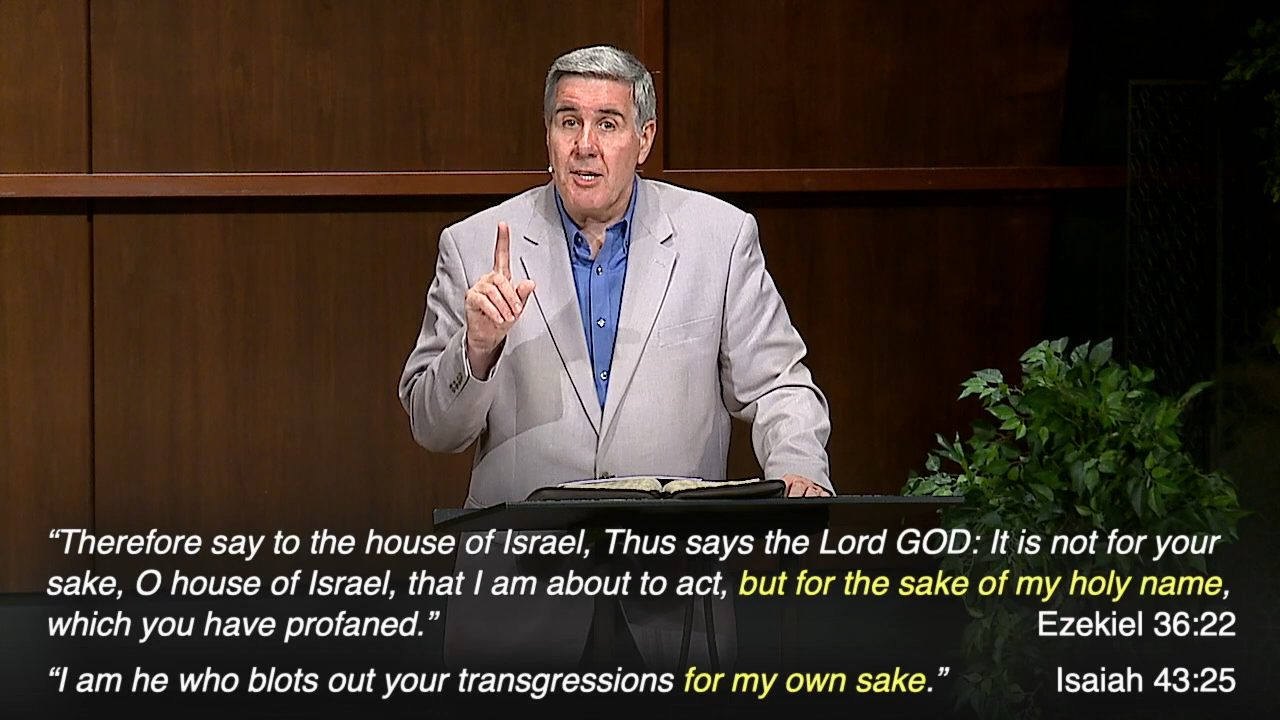 “Therefore say to the house of Israel, Thus says the Lord GOD: It is not for your
sake, O house of Israel, that I am about to act, but for the sake of my holy name,
which you have profaned.” Ezekiel 36:22
“I am he who blots out your transgressions for my own sake.” Isaiah 43:25